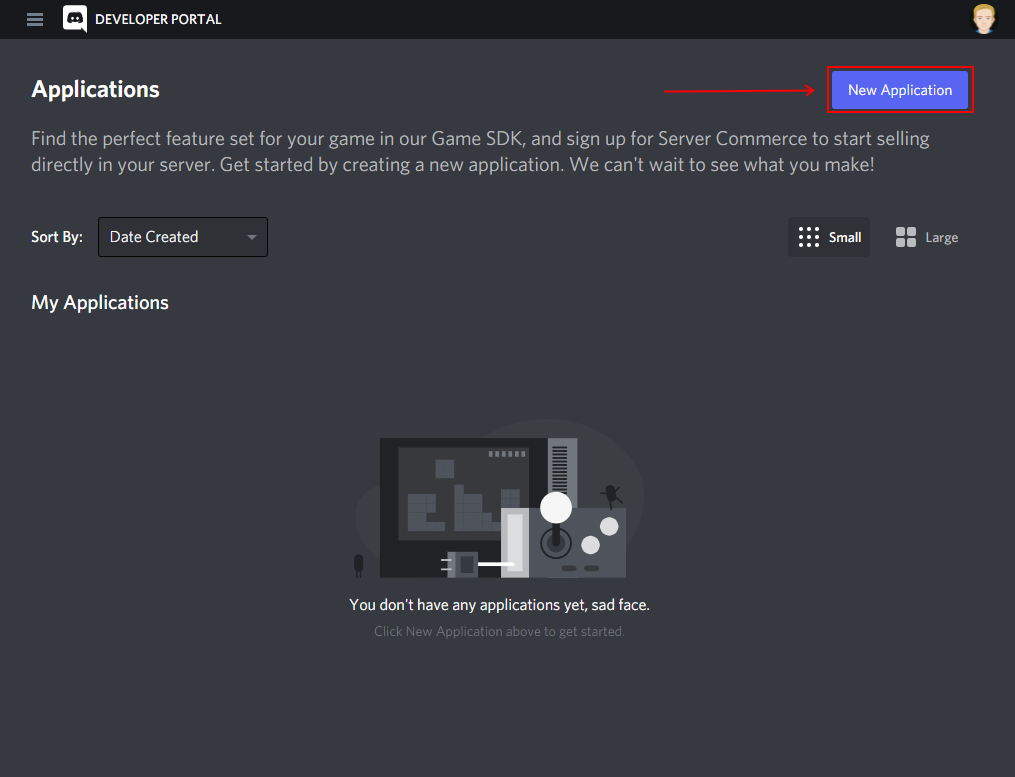 DEVELOPER PORTAL
Applications
New Application
Find the perfect feature set for your game in our Game SDK, and sign up for Server Commerce to start selling
directly in your server. Get started by creating a new application. We can't wait to see what you make!
Sort By: Date Created Small Large
My Applications
You don't have any applications yet, sad face.
Click New Application above to get started.